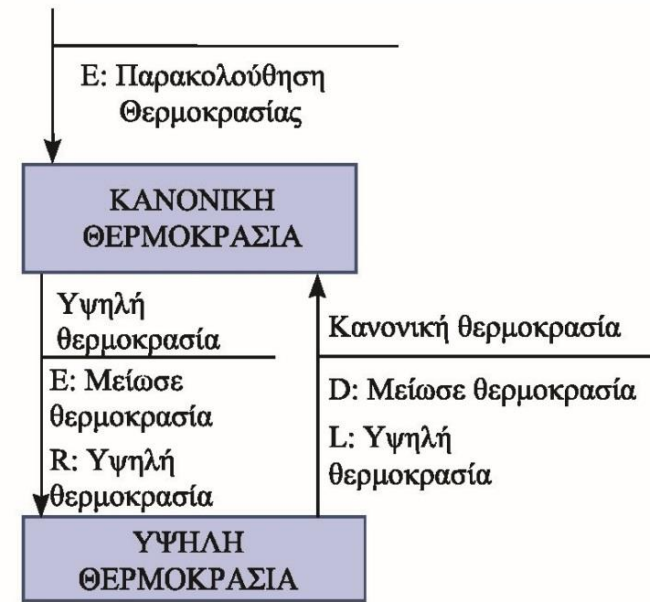 E: Παρακολούθηση
Θερμοκρασίας
ΚΑΝΟΝΙΚΗ
ΘΕΡΜΟΚΡΑΣΙΑ
Υψηλή
θερμοκρασία
E: Μείωσε
θερμοκρασία
R: Υψηλή
θερμοκρασία
Κανονική θερμοκρασία
D: Μείωσε θερμοκρασία
L: Υψηλή
θερμοκρασία
ΥΨΗΛΗ
ΘΕΡΜΟΚΡΑΣΙΑ